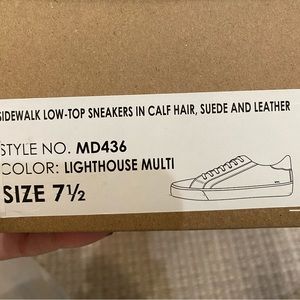 SIDEWALK LOW-TOP SNEAKERS IN CALF HAIR, SUEDE AND LEATHER
STYLE NO. MD436
COLOR: LIGHTHOUSE MULTI
SIZE 7½